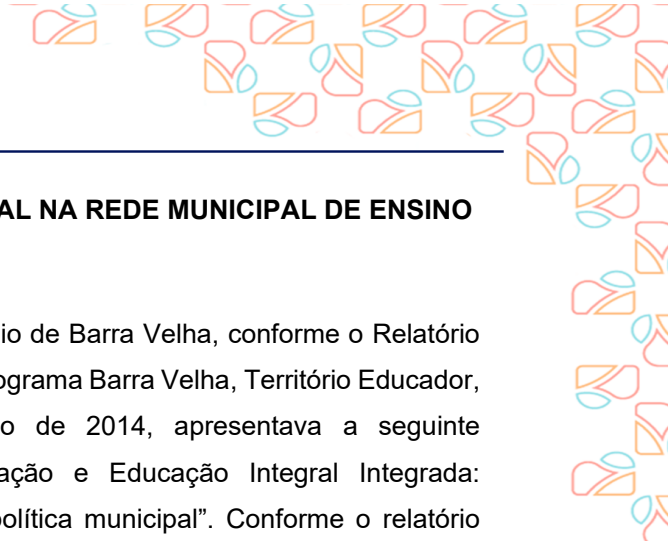 AL NA REDE MUNICIPAL DE ENSINO
io de Barra Velha, conforme o Relatório
ograma Barra Velha, Território Educador,
o de 2014, apresentava a seguinte
ação e Educação Integral Integrada:
olítica municipal”. Conforme o relatório